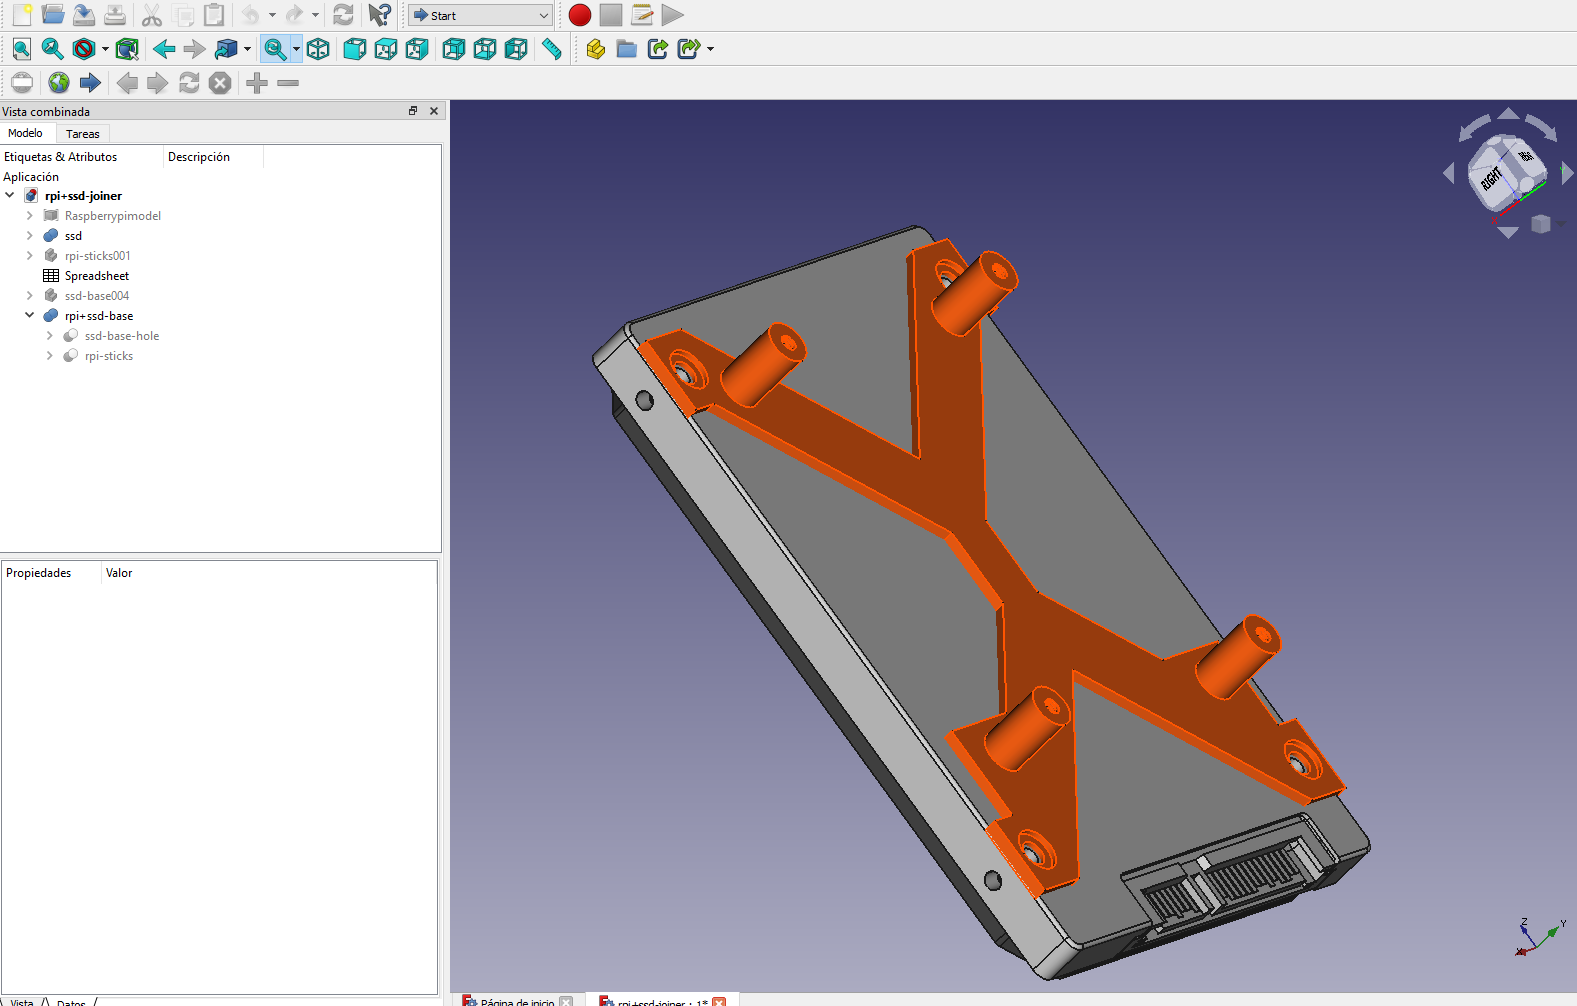 Start
Vista combinada
Modelo
Tareas
Etiquetas & Atributos
Descripción
Aplicación
rpi+ssd-joiner
Raspberrypimodel
ssd
rpi-sticks001
Spreadsheet
ssd-base004
rpi+ssd-base
ssd-base-hole
rpi-sticks
Propiedades
Valor
Vista
Datos
Página de inicio
rpi+ssd-joiner : 1*
RIGHT
Y
Z
Y
X